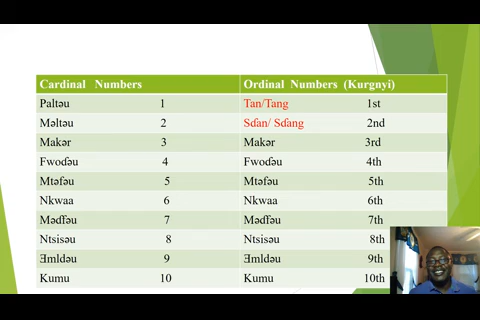 Cardinal Numbers Ordinal Numbers (Kurgnyi)
Paltəu 1 Tan/Tang 1st
Məltəu 2 Sɗan/ Sɗang 2nd
Makər 3 Makər 3rd
Fwoɗəu 4 Fwoɗəu 4th
Mtəfəu 5 Mtəfəu 5th
Nkwaa 6 Nkwaa 6th
Məɗfəu 7 Məɗfəu 7th
Ntsisəu 8 Ntsisəu 8th
Ǝmldəu 9 Ǝmldəu 9th
Kumu 10 Kumu 10th